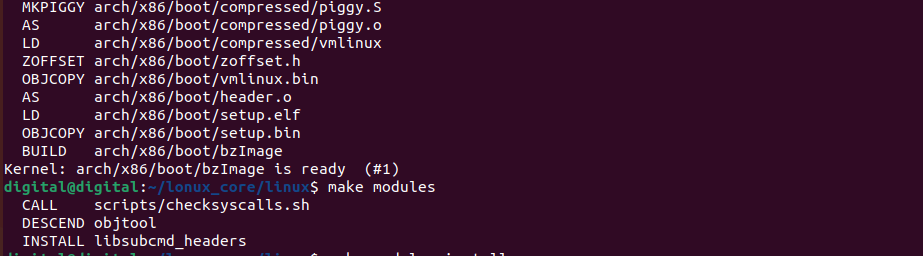 MKPIGGY arch/x86/boot/compressed/piggy.S
AS      arch/x86/boot/compressed/piggy.o
LD      arch/x86/boot/compressed/vmlinux
ZOFFSET arch/x86/boot/zoffset.h
OBJCOPY arch/x86/boot/vmlinux.bin
AS      arch/x86/boot/header.o
LD      arch/x86/boot/setup.elf
OBJCOPY arch/x86/boot/setup.bin
BUILD   arch/x86/boot/bzImage
Kernel: arch/x86/boot/bzImage is ready  (#1)
digital@digital:~/lonux_core/linux$ make modules
CALL    scripts/checksyscalls.sh
DESCEND objtool
INSTALL libsubcmd_headers